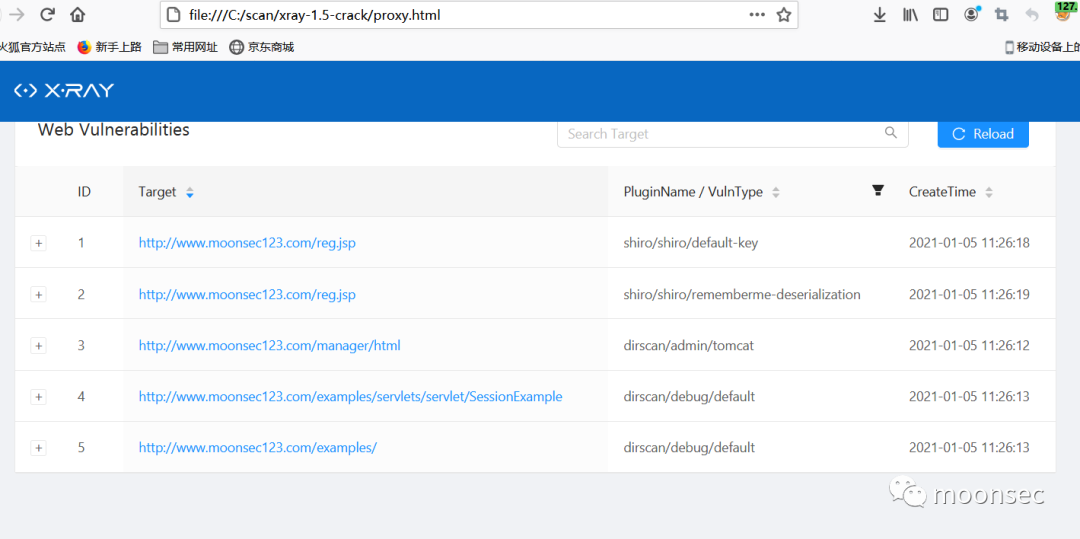 file:///C:/scan/xray-1.5-crack/proxy.html
127.
火狐官方站点 新手上路 常用网址 京东商城 移动设备上的
X-RAY
Web Vulnerabilities
Search Target
Reload
ID Target PluginName / VulnType CreateTime
+ 1 http://www.moonsec123.com/reg.jsp shiro/shiro/default-key 2021-01-05 11:26:18
+ 2 http://www.moonsec123.com/reg.jsp shiro/shiro/rememberme-deserialization 2021-01-05 11:26:19
+ 3 http://www.moonsec123.com/manager/html dirscan/admin/tomcat 2021-01-05 11:26:12
+ 4 http://www.moonsec123.com/examples/servlets/servlet/SessionExample dirscan/debug/default 2021-01-05 11:26:13
+ 5 http://www.moonsec123.com/examples/ dirscan/debug/default 2021-01-05 11:26:13
moonsec